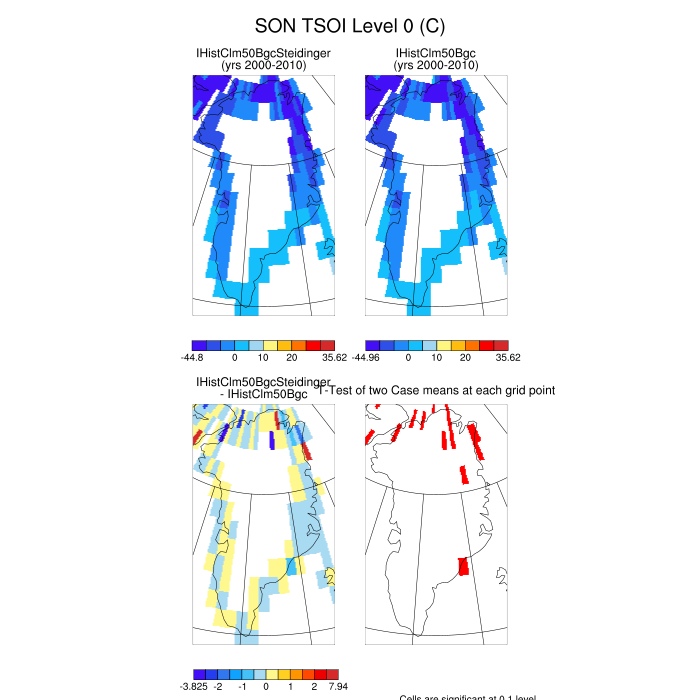 SON TSOI Level 0 (C)
IHistClm50BgcSteidinger
(yrs 2000-2010)
IHistClm50Bgc
(yrs 2000-2010)
-44.8 0 10 20 35.62
-44.96 0 10 20 35.62
IHistClm50BgcSteidinger
- IHistClm50Bgc
T-Test of two Case means at each grid point
-3.825 -2 -1 0 1 2 7.94
Cells are significant at 0.1 level